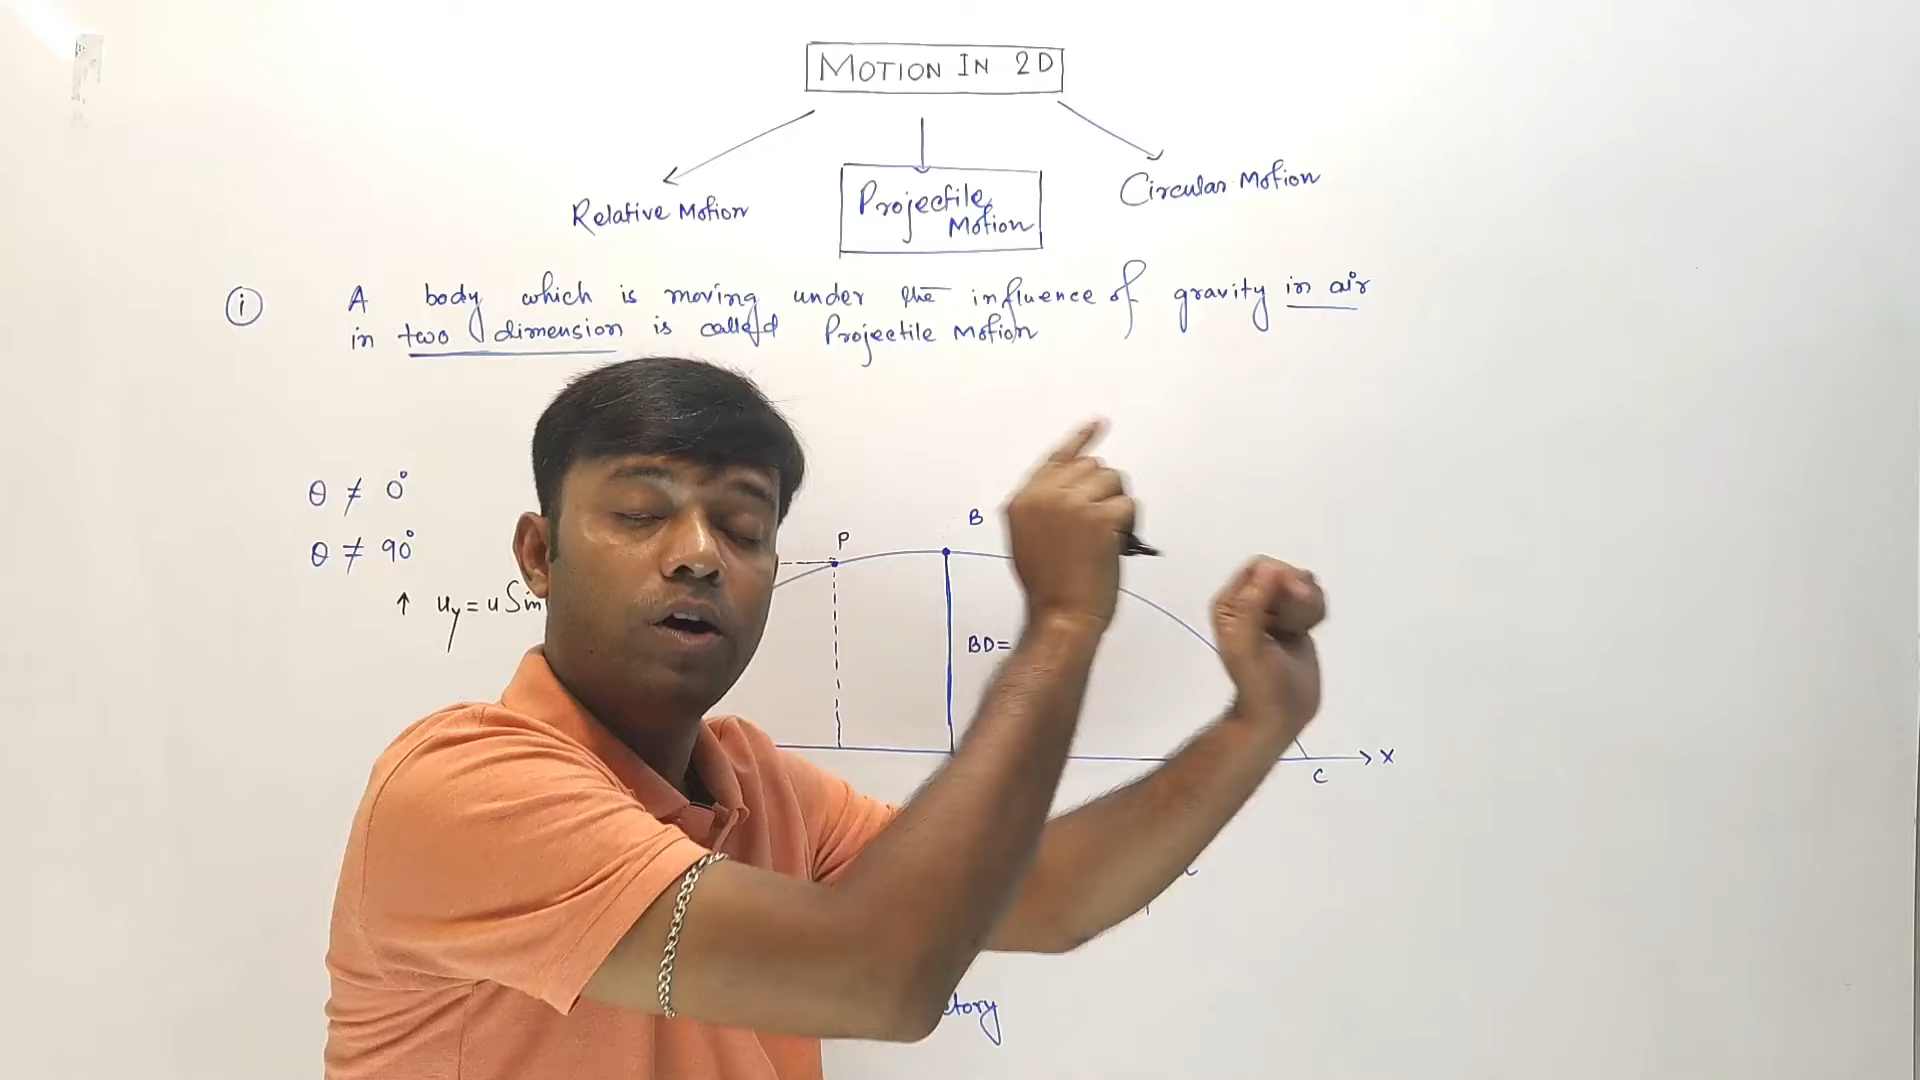 MOTION IN 2D
Relative Motion
Projectile
Motion
Circular Motion
i A body which is moving under the influence of gravity in air
in two dimension is called Projectile Motion
θ ≠ 0°
θ ≠ 90°
↑ uy = u Sin
P
B
BD=
X
C